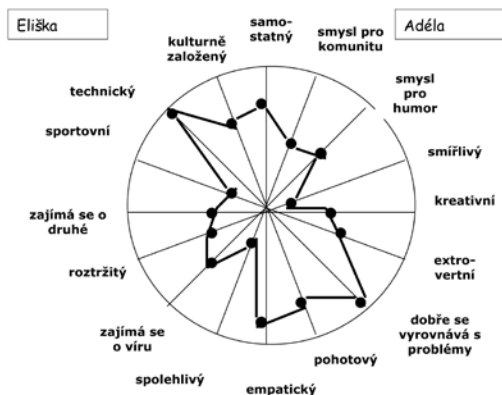 Eliška
samo-
statný
smysl pro
komunitu
Adéla
kulturně
založený
smysl
pro
humor
technický
sportovní
smířlivý
kreativní
zajímá se o
druhé
extro-
vertní
roztržitý
dobře se
vyrovnává s
problémy
zajímá se
o víru
pohotový
spolehlivý
empatický